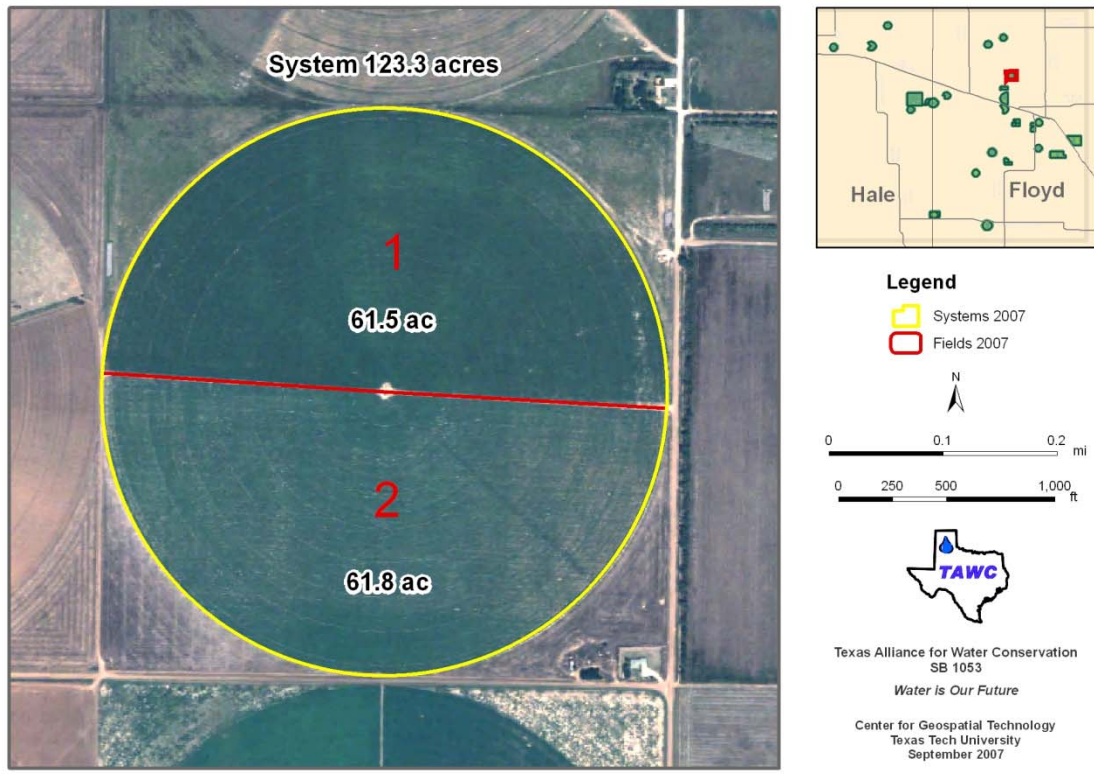 System 123.3 acres
1
61.5 ac
2
61.8 ac
Hale
Floyd
Legend
Systems 2007
Fields 2007
N
0 0.1 0.2
mi
0 250 500 1,000
ft
TAWC
Texas Alliance for Water Conservation
SB 1053
Water is Our Future
Center for Geospatial Technology
Texas Tech University
September 2007